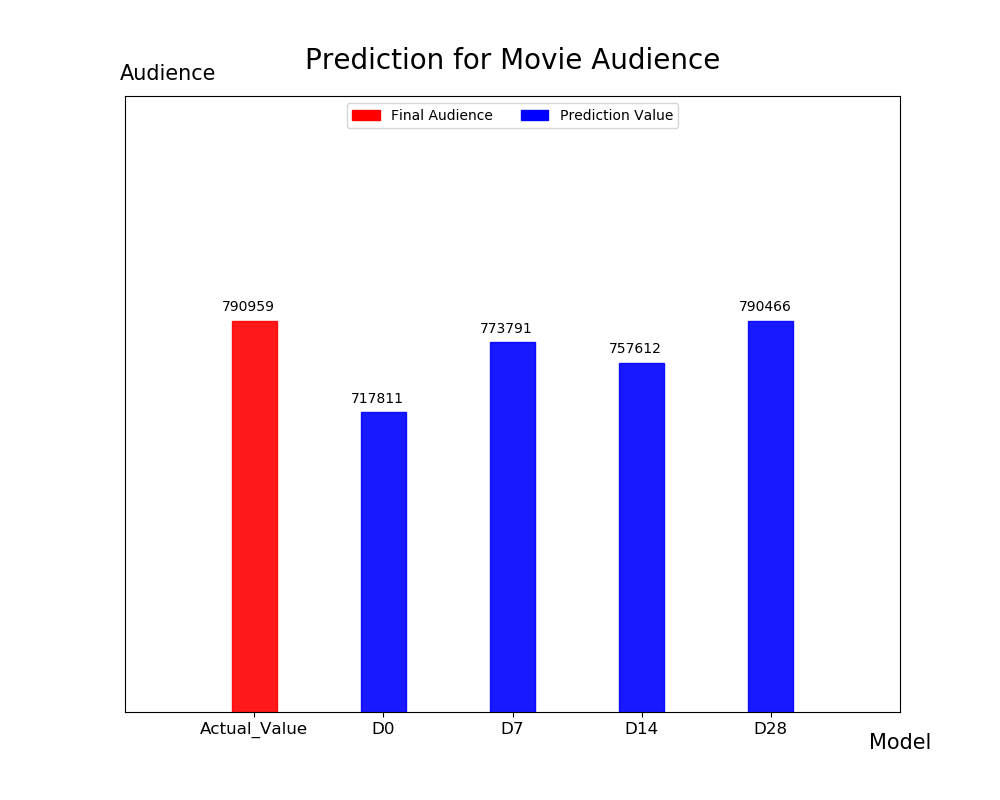 Prediction for Movie Audience
Audience
Final Audience Prediction Value
790959
717811
773791
757612
790466
Actual_Value D0 D7 D14 D28
Model